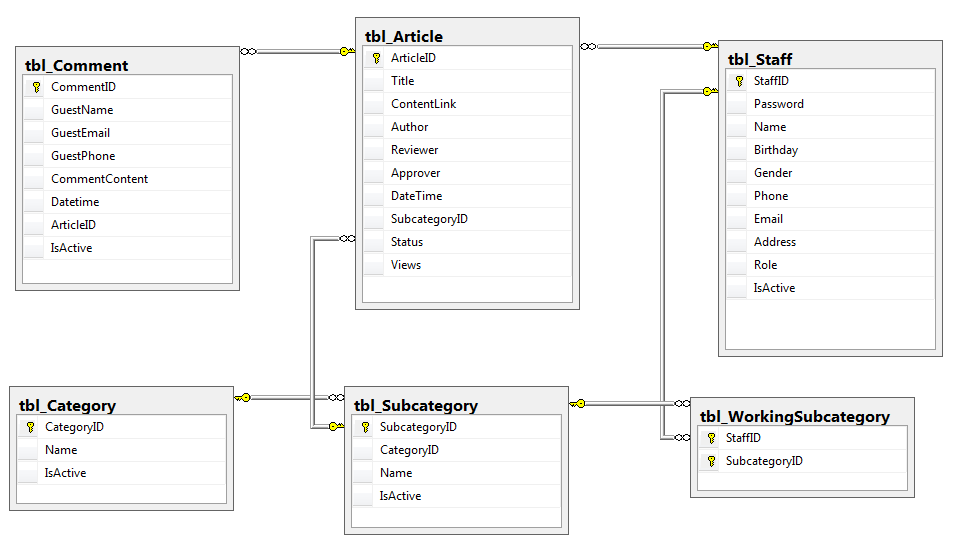 tbl_Comment
CommentID
GuestName
GuestEmail
GuestPhone
CommentContent
Datetime
ArticleID
IsActive
tbl_Article
ArticleID
Title
ContentLink
Author
Reviewer
Approver
DateTime
SubcategoryID
Status
Views
tbl_Staff
StaffID
Password
Name
Birthday
Gender
Phone
Email
Address
Role
IsActive
tbl_Category
CategoryID
Name
IsActive
tbl_Subcategory
SubcategoryID
CategoryID
Name
IsActive
tbl_WorkingSubcategory
StaffID
SubcategoryID